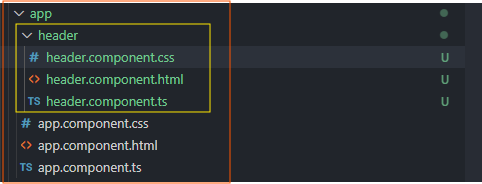 app
header
# header.component.css U
<> header.component.html U
TS header.component.ts U
# app.component.css
<> app.component.html
TS app.component.ts